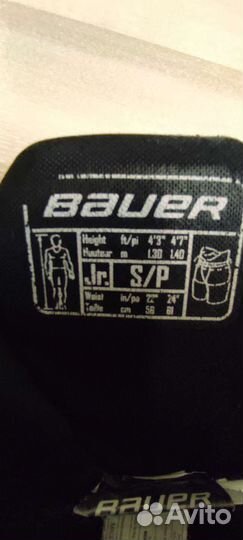 BAUER
Height ft/pi 4'3" 4'7"
Hauteur m 1.30 1.40
Jr. S/P
Waist in/po 22" 24"
Taille cm 56 61
BAUER
Avito